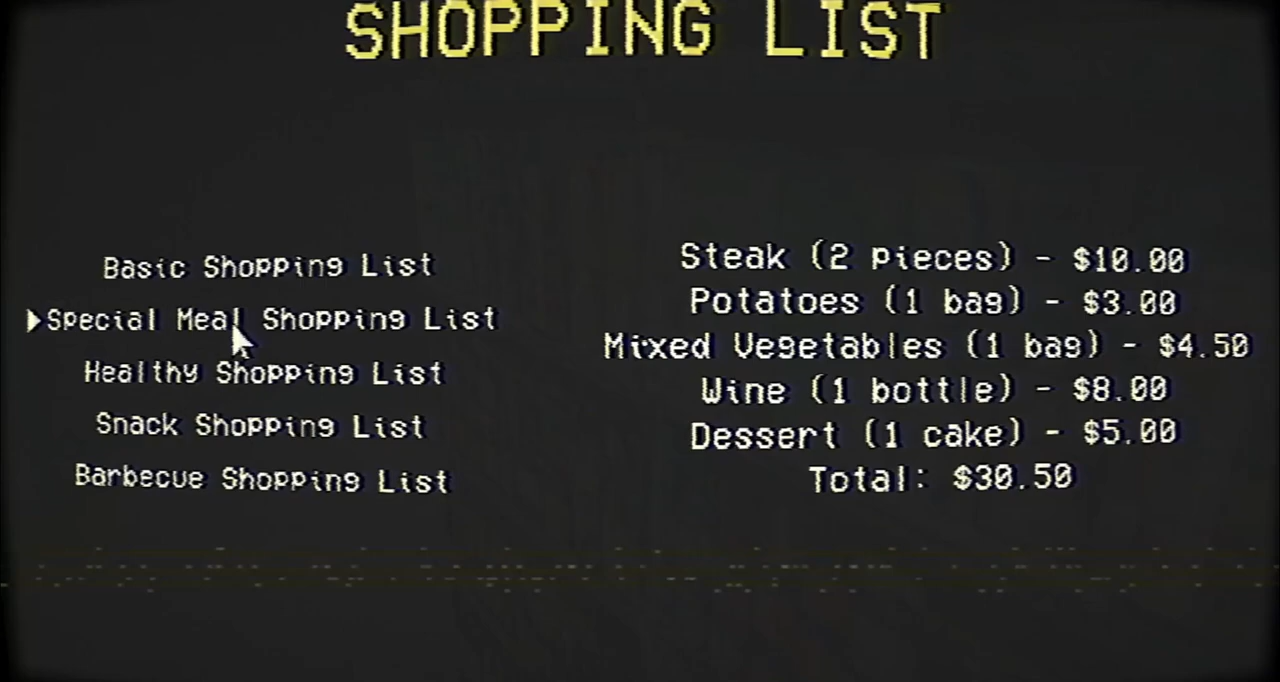 SHOPPING LIST
Basic Shopping List
Special Meal Shopping List
Healthy Shopping List
Snack Shopping List
Barbecue Shopping List
Steak (2 pieces) - $10.00
Potatoes (1 bag) - $3.00
Mixed Vegetables (1 bag) - $4.50
Wine (1 bottle) - $8.00
Dessert (1 cake) - $5.00
Total: $30.50